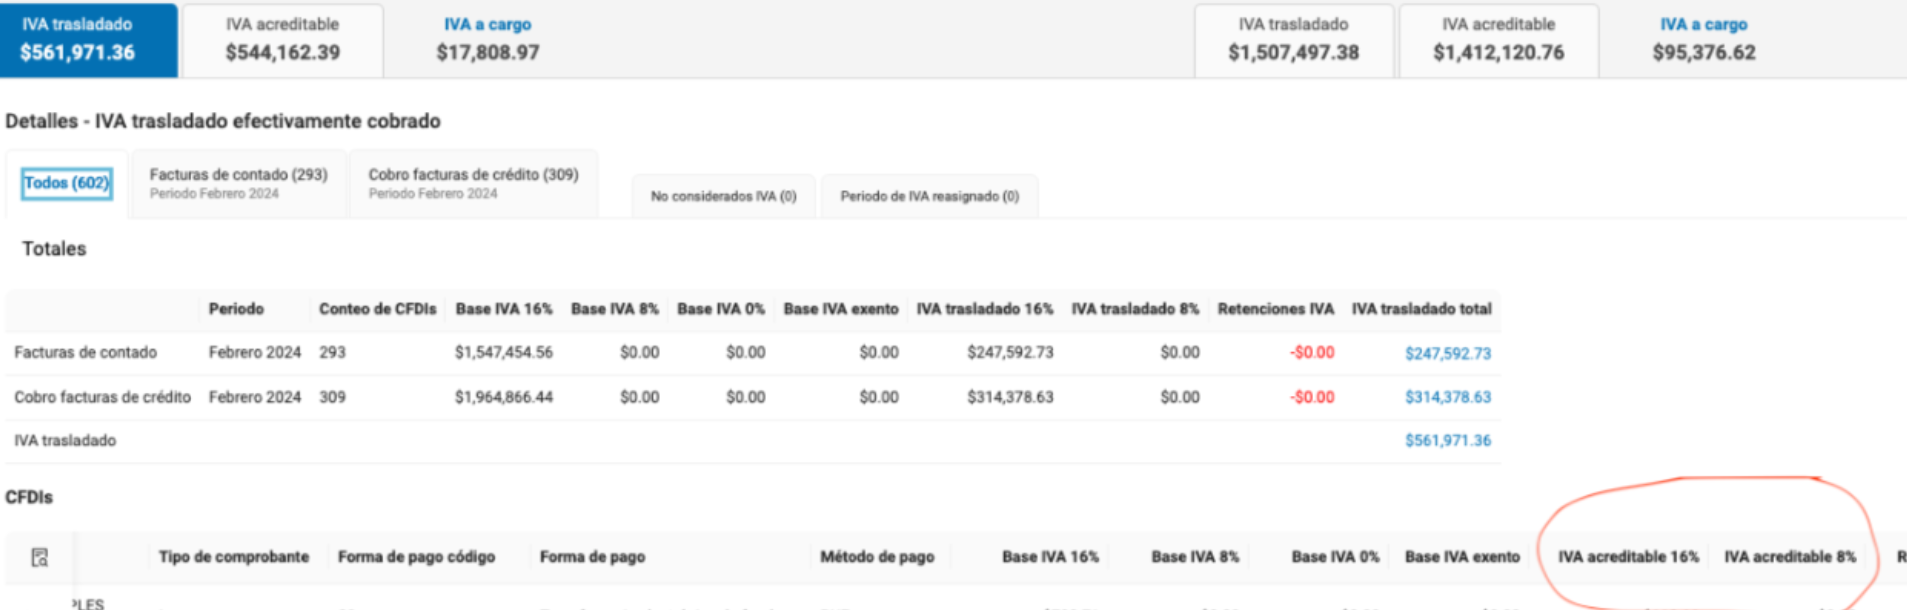 IVA trasladado IVA acreditable IVA a cargo IVA trasladado IVA acreditable IVA a cargo
$561,971.36 $544,162.39 $17,808.97 $1,507,497.38 $1,412,120.76 $95,376.62
Detalles - IVA trasladado efectivamente cobrado
Todos (602) Facturas de contado (293) Cobro facturas de crédito (309) No considerados IVA (0) Periodo de IVA reasignado (0)
Periodo Febrero 2024 Periodo Febrero 2024
Totales
Periodo Conteo de CFDIs Base IVA 16% Base IVA 8% Base IVA 0% Base IVA exento IVA trasladado 16% IVA trasladado 8% Retenciones IVA IVA trasladado total
Facturas de contado Febrero 2024 293 $1,547,454.56 $0.00 $0.00 $0.00 $247,592.73 $0.00 -$0.00 $247,592.73
Cobro facturas de crédito Febrero 2024 309 $1,964,866.44 $0.00 $0.00 $0.00 $314,378.63 $0.00 -$0.00 $314,378.63
IVA trasladado $561,971.36
CFDIs
Tipo de comprobante Forma de pago código Forma de pago Método de pago Base IVA 16% Base IVA 8% Base IVA 0% Base IVA exento IVA acreditable 16% IVA acreditable 8% R
PLES